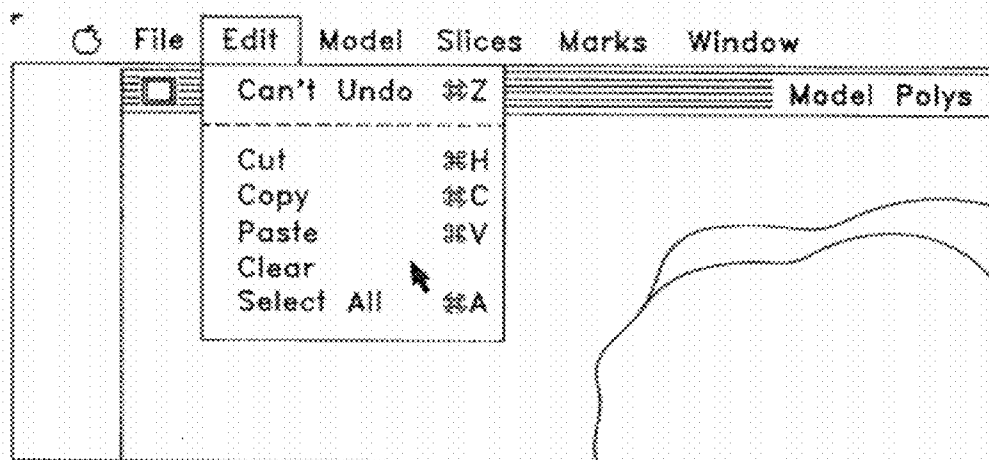 File Edit Model Slices Marks Window
Can't Undo ⌘Z
Model Polys
Cut ⌘H
Copy ⌘C
Paste ⌘V
Clear
Select All ⌘A